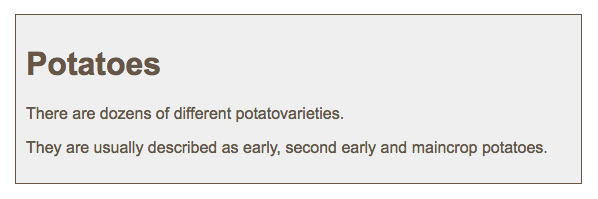 Potatoes
There are dozens of different potatovarieties.
They are usually described as early, second early and maincrop potatoes.